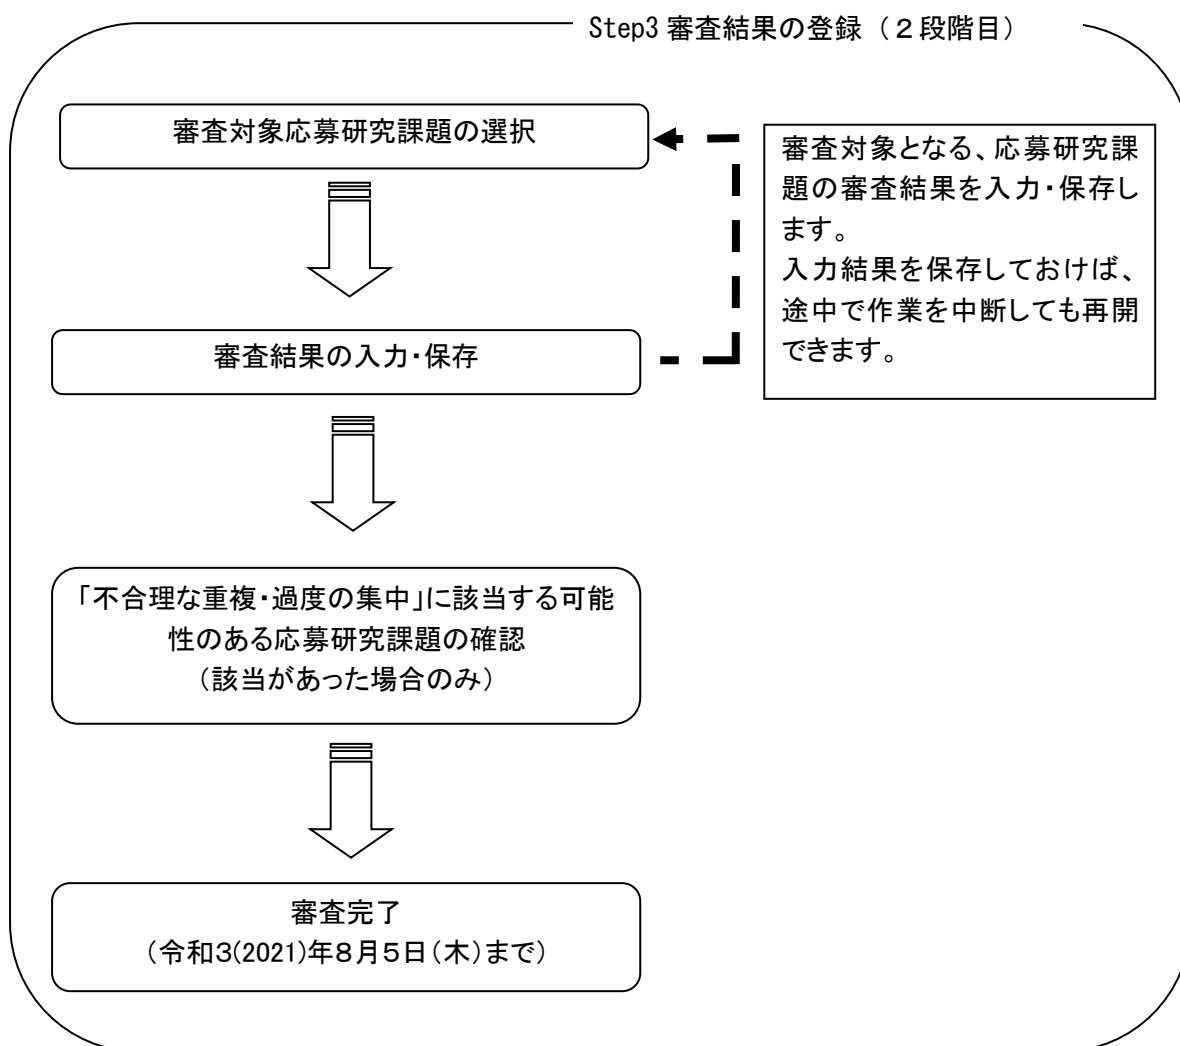 Step3 審査結果の登録（２段階目）
審査対象応募研究課題の選択
審査対象となる、応募研究課
題の審査結果を入力・保存し
ます。
入力結果を保存しておけば、
途中で作業を中断しても再開
できます。
審査結果の入力・保存
「不合理な重複・過度の集中」に該当する可能
性のある応募研究課題の確認
（該当があった場合のみ）
審査完了
（令和３(2021)年８月５日（木）まで）